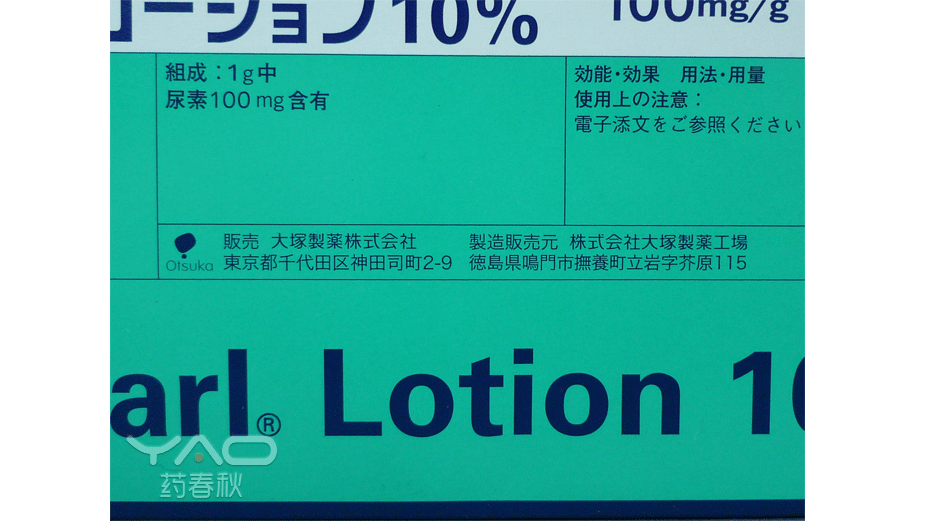 ローション10%
100mg/g
組成：1g中
尿素100mg含有
効能・効果　用法・用量
使用上の注意：
電子添文をご参照ください
Otsuka
販売 大塚製薬株式会社
東京都千代田区神田司町2-9
製造販売元 株式会社大塚製薬工場
徳島県鳴門市撫養町立岩字芥原115
arl® Lotion 10
YAO
药春秋